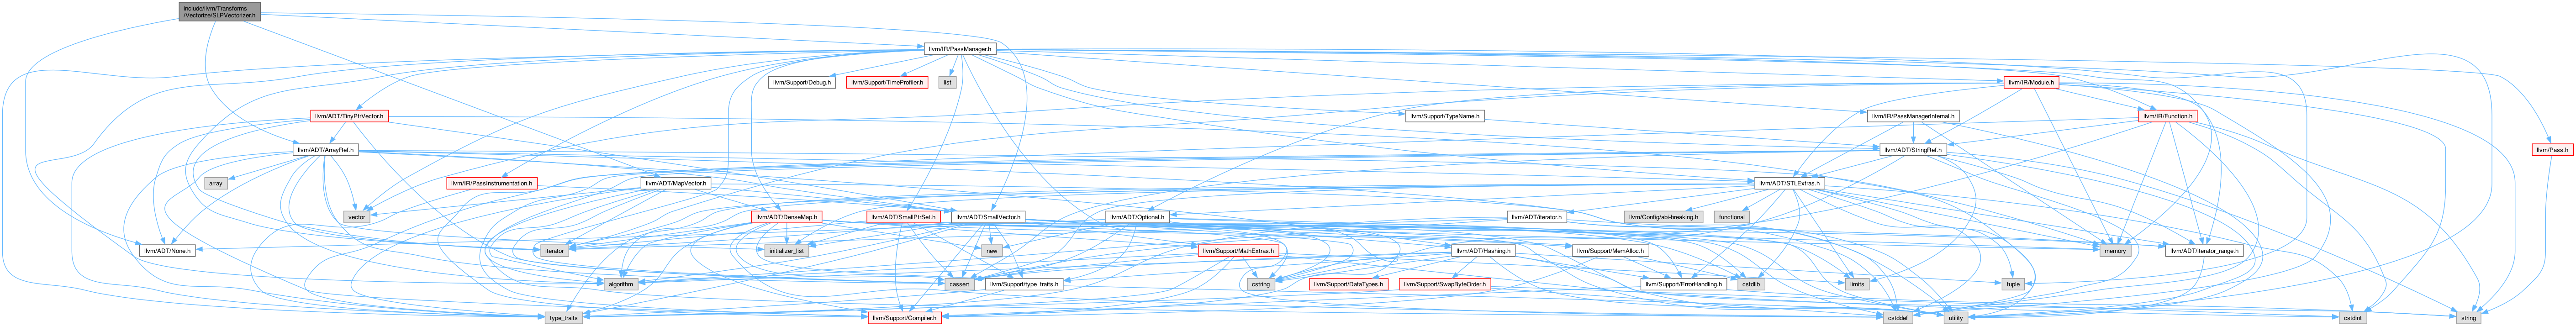 include/llvm/Transforms
/Vectorize/SLPVectorizer.h
llvm/IR/PassManager.h
llvm/Support/Debug.h
llvm/Support/TimeProfiler.h
list
llvm/IR/Module.h
llvm/ADT/TinyPtrVector.h
llvm/Support/TypeName.h
llvm/IR/PassManagerInternal.h
llvm/IR/Function.h
llvm/ADT/ArrayRef.h
llvm/ADT/StringRef.h
llvm/Pass.h
array
llvm/IR/PassInstrumentation.h
llvm/ADT/MapVector.h
llvm/ADT/STLExtras.h
vector
llvm/ADT/DenseMap.h
llvm/ADT/SmallPtrSet.h
llvm/ADT/SmallVector.h
llvm/ADT/Optional.h
llvm/ADT/iterator.h
llvm/Config/abi-breaking.h
functional
llvm/ADT/None.h
iterator
initializer_list
new
llvm/Support/MathExtras.h
llvm/ADT/Hashing.h
llvm/Support/MemAlloc.h
memory
llvm/ADT/iterator_range.h
algorithm
cassert
llvm/Support/type_traits.h
cstring
llvm/Support/DataTypes.h
llvm/Support/SwapByteOrder.h
llvm/Support/ErrorHandling.h
cstdlib
limits
tuple
type_traits
llvm/Support/Compiler.h
cstddef
utility
cstdint
string